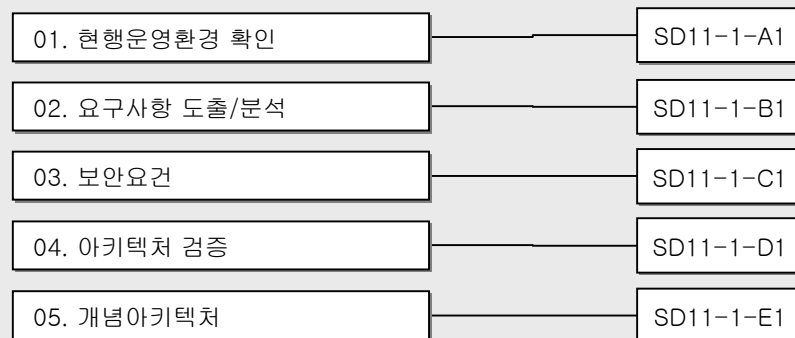 01. 현행운영환경 확인
SD11-1-A1
02. 요구사항 도출/분석
SD11-1-B1
03. 보안요건
SD11-1-C1
04. 아키텍처 검증
SD11-1-D1
05. 개념아키텍처
SD11-1-E1